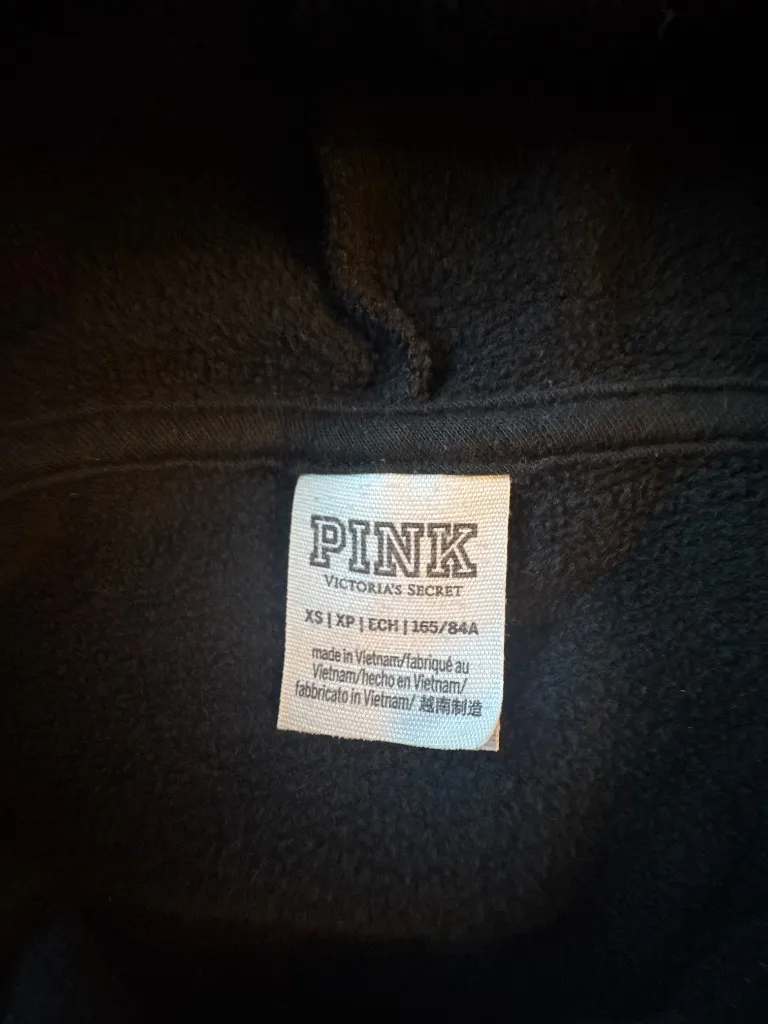 PINK
VICTORIA'S SECRET
XS | XP | ECH | 165/84A
made in Vietnam/fabriqué au
Vietnam/hecho en Vietnam/
fabbricato in Vietnam/ 越南制造